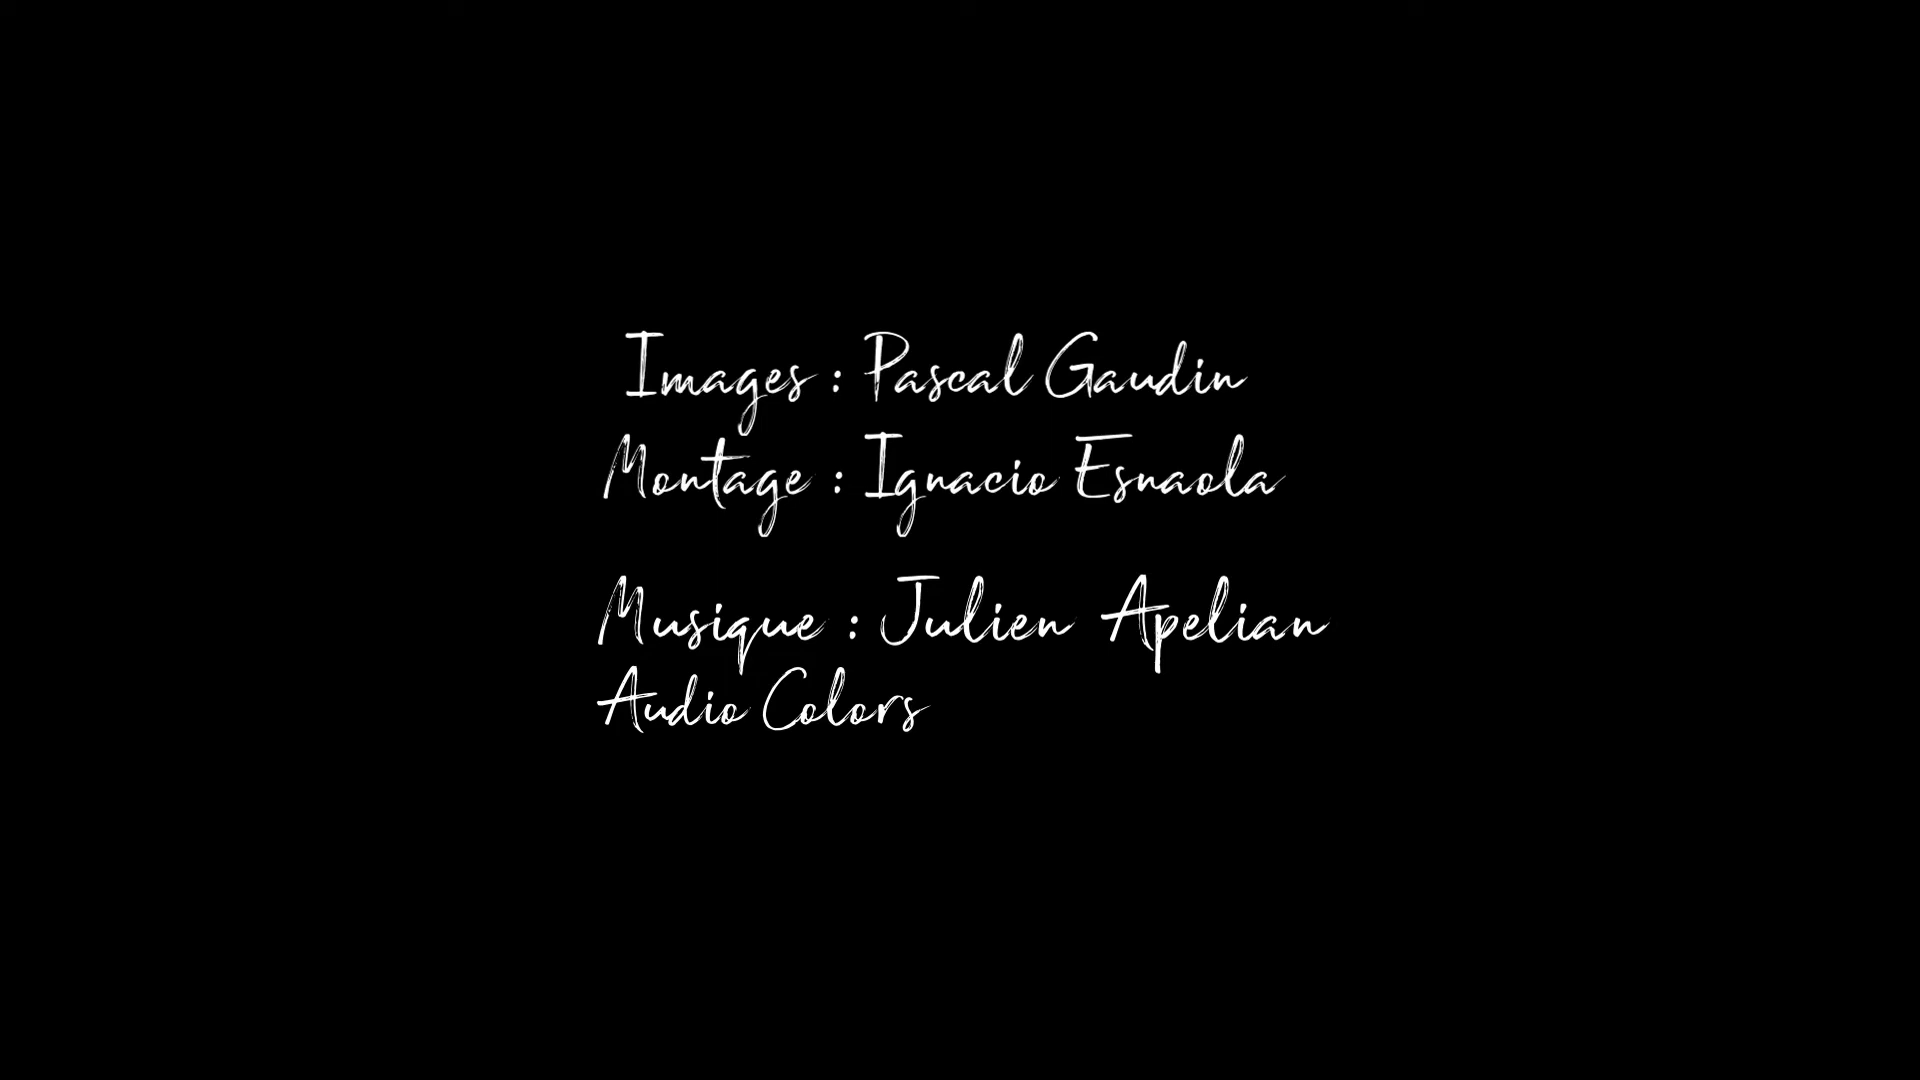 Images : Pascal Gaudin
Montage : Ignacio Esnaola
Musique : Julien Apelian
Audio Colors